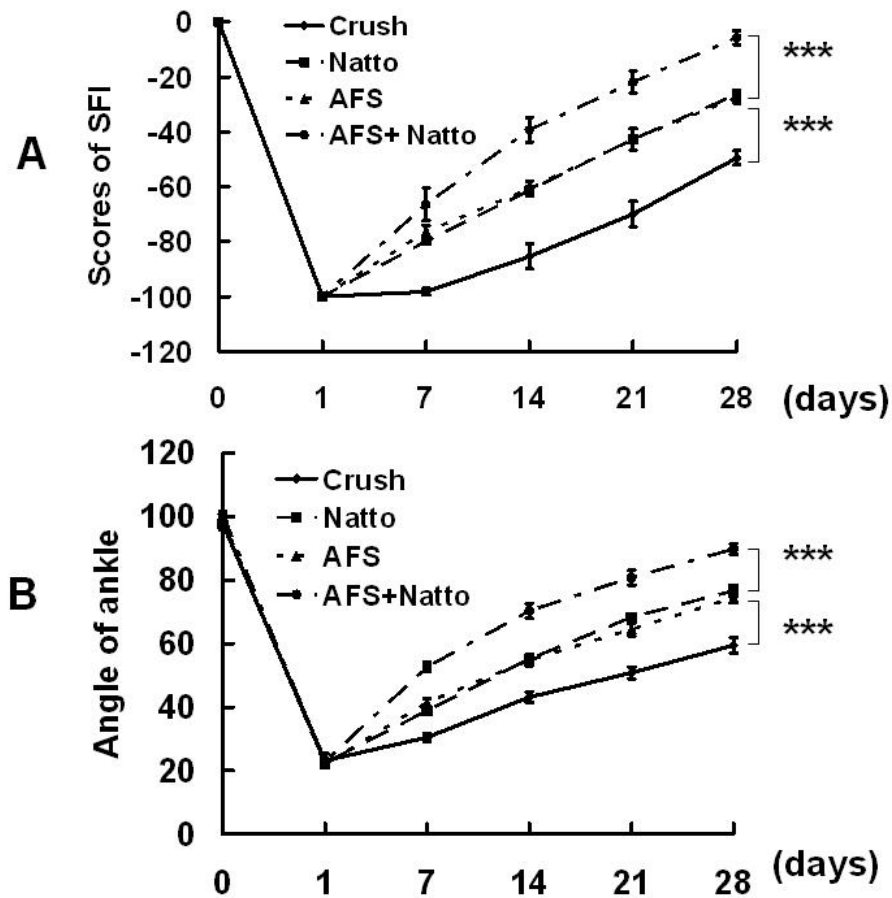 A
Scores of SFI
0
-20
-40
-60
-80
-100
-120
Crush
Natto
AFS
AFS+ Natto
***
***
0 1 7 14 21 28 (days)
B
Angle of ankle
120
100
80
60
40
20
0
Crush
Natto
AFS
AFS+Natto
***
***
0 1 7 14 21 28 (days)